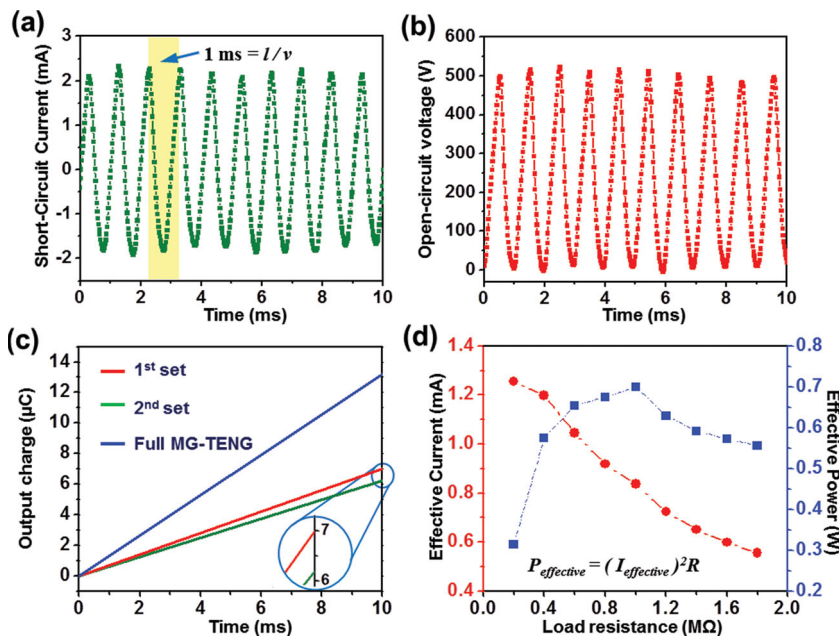 (a)
3
2
1
0
-1
-2
Short-Circuit Current (mA)
1 ms = l / v
0 2 4 6 8 10
Time (ms)
(b)
600
500
400
300
200
100
0
Open-circuit voltage (V)
0 2 4 6 8 10
Time (ms)
(c)
14
12
10
8
6
4
2
0
Output charge (μC)
1st set
2nd set
Full MG-TENG
7
6
0 2 4 6 8 10
Time (ms)
(d)
1.4
1.2
1.0
0.8
0.6
0.4
Effective Current (mA)
0.8
0.7
0.6
0.5
0.4
0.3
0.2
Effective Power (W)
P effective = ( I effective )2R
0.0 0.4 0.8 1.2 1.6 2.0
Load resistance (MΩ)